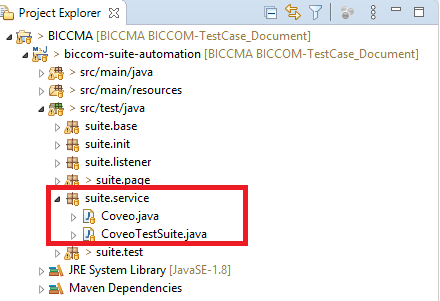 Project Explorer
> BICCMA [BICCMA BICCOM-TestCase_Document]
> biccom-suite-automation [BICCMA BICCOM-TestCase_Document]
> src/main/java
> src/main/resources
> src/test/java
suite.base
suite.init
suite.listener
> suite.page
suite.service
Coveo.java
CoveoTestSuite.java
> suite.test
JRE System Library [JavaSE-1.8]
Maven Dependencies